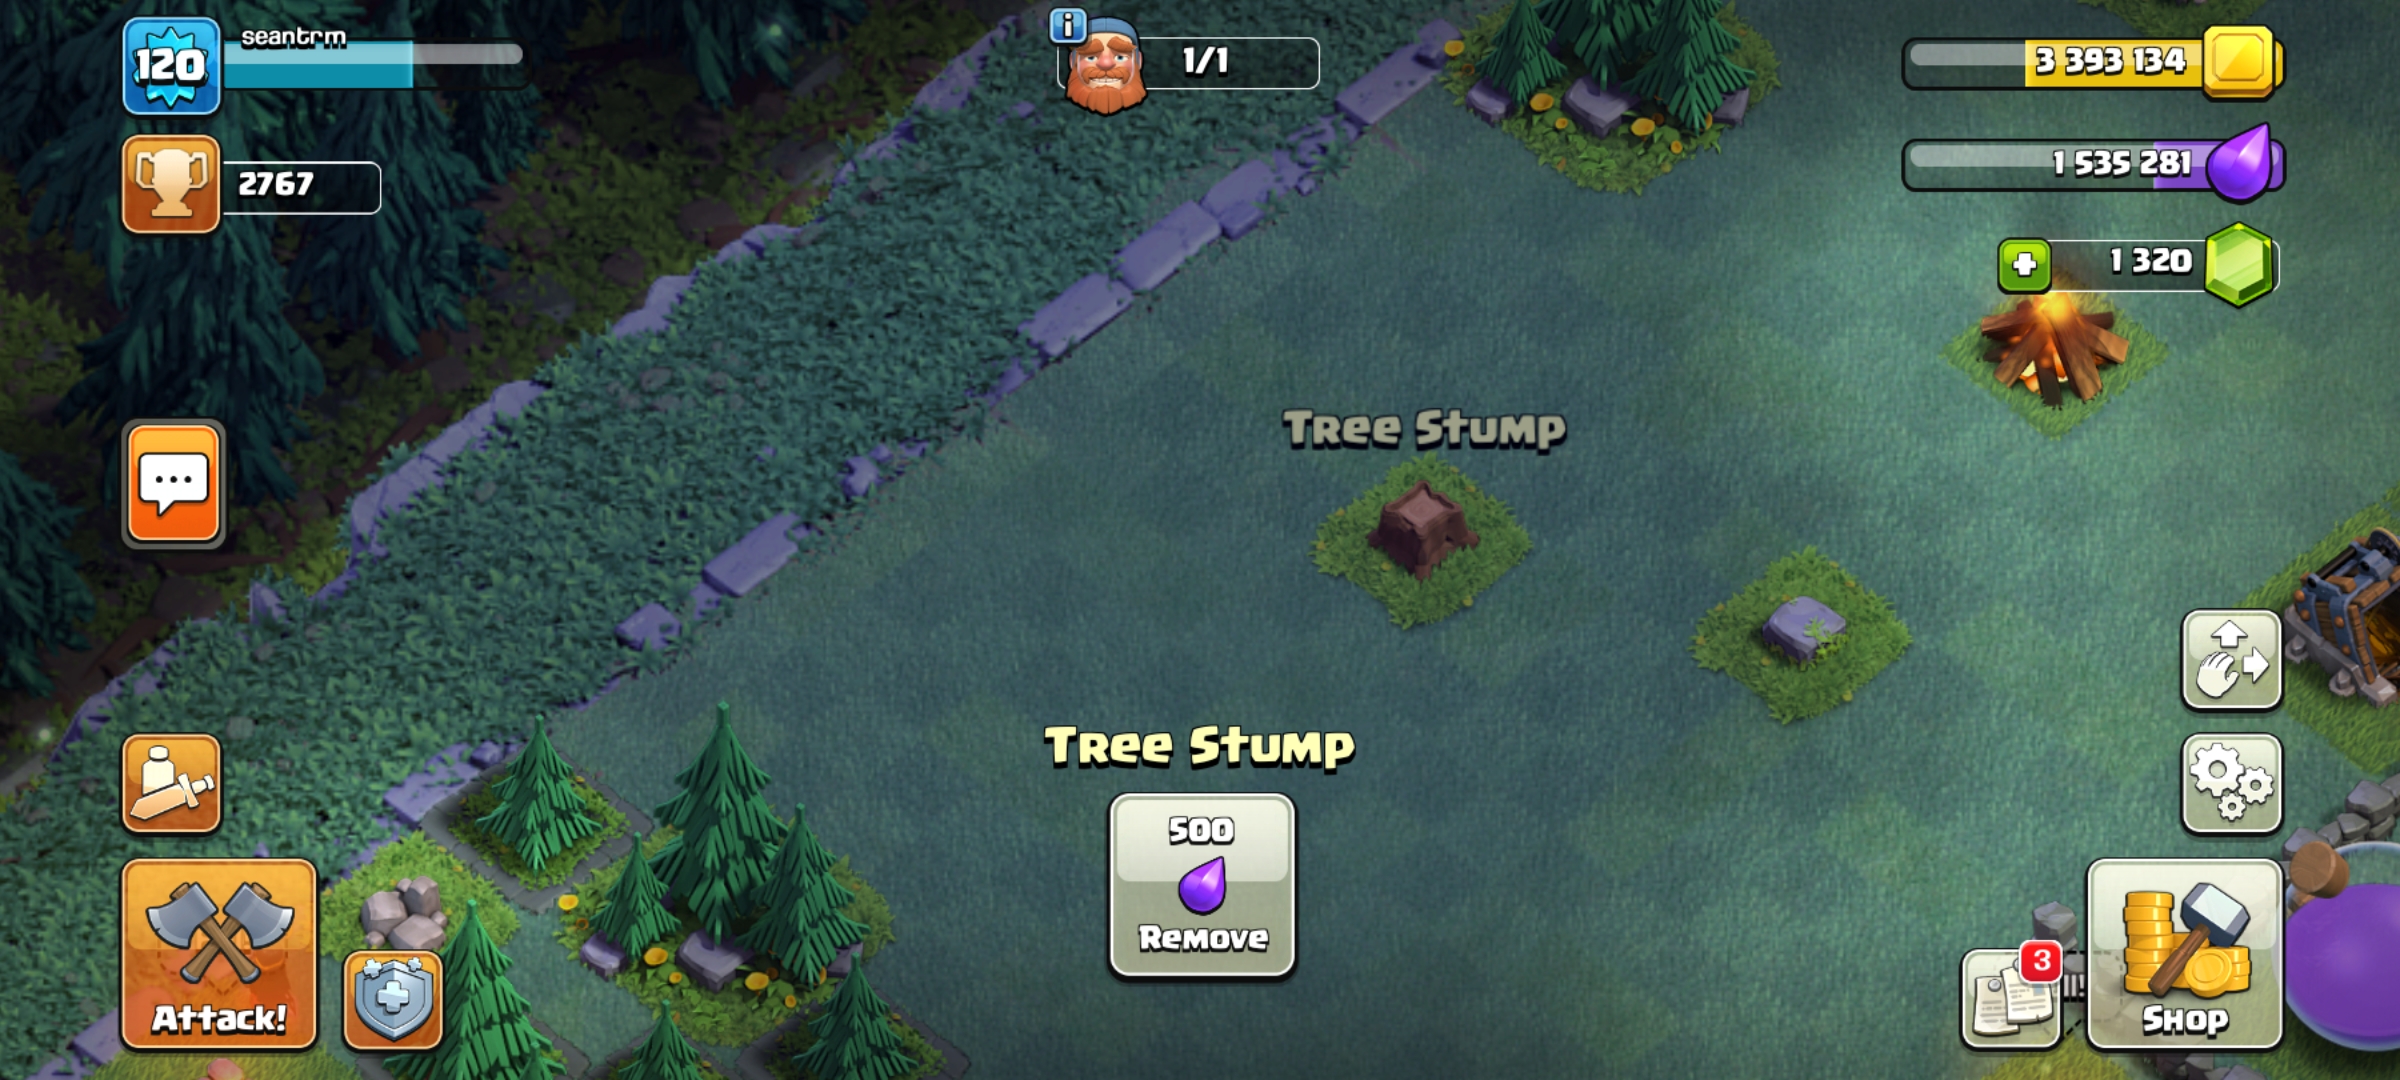 120
seantrm
i
1/1
3 393 134
2767
1 535 281
1 320
Tree Stump
Tree Stump
500
Remove
Attack!
3
Shop